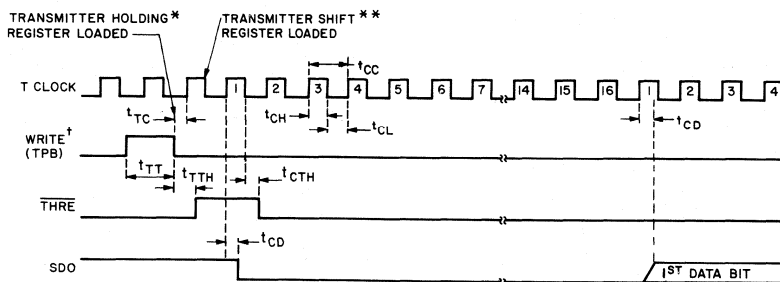 TRANSMITTER HOLDING*
REGISTER LOADED
TRANSMITTER SHIFT**
REGISTER LOADED
tCC
T CLOCK
1 2 3 4 5 6 7 14 15 16 1 2 3 4
tTC
tCH
tCL
tCD
WRITE†
(TPB)
tTT
tTTH
tCTH
THRE
tCD
SDO
1ST DATA BIT